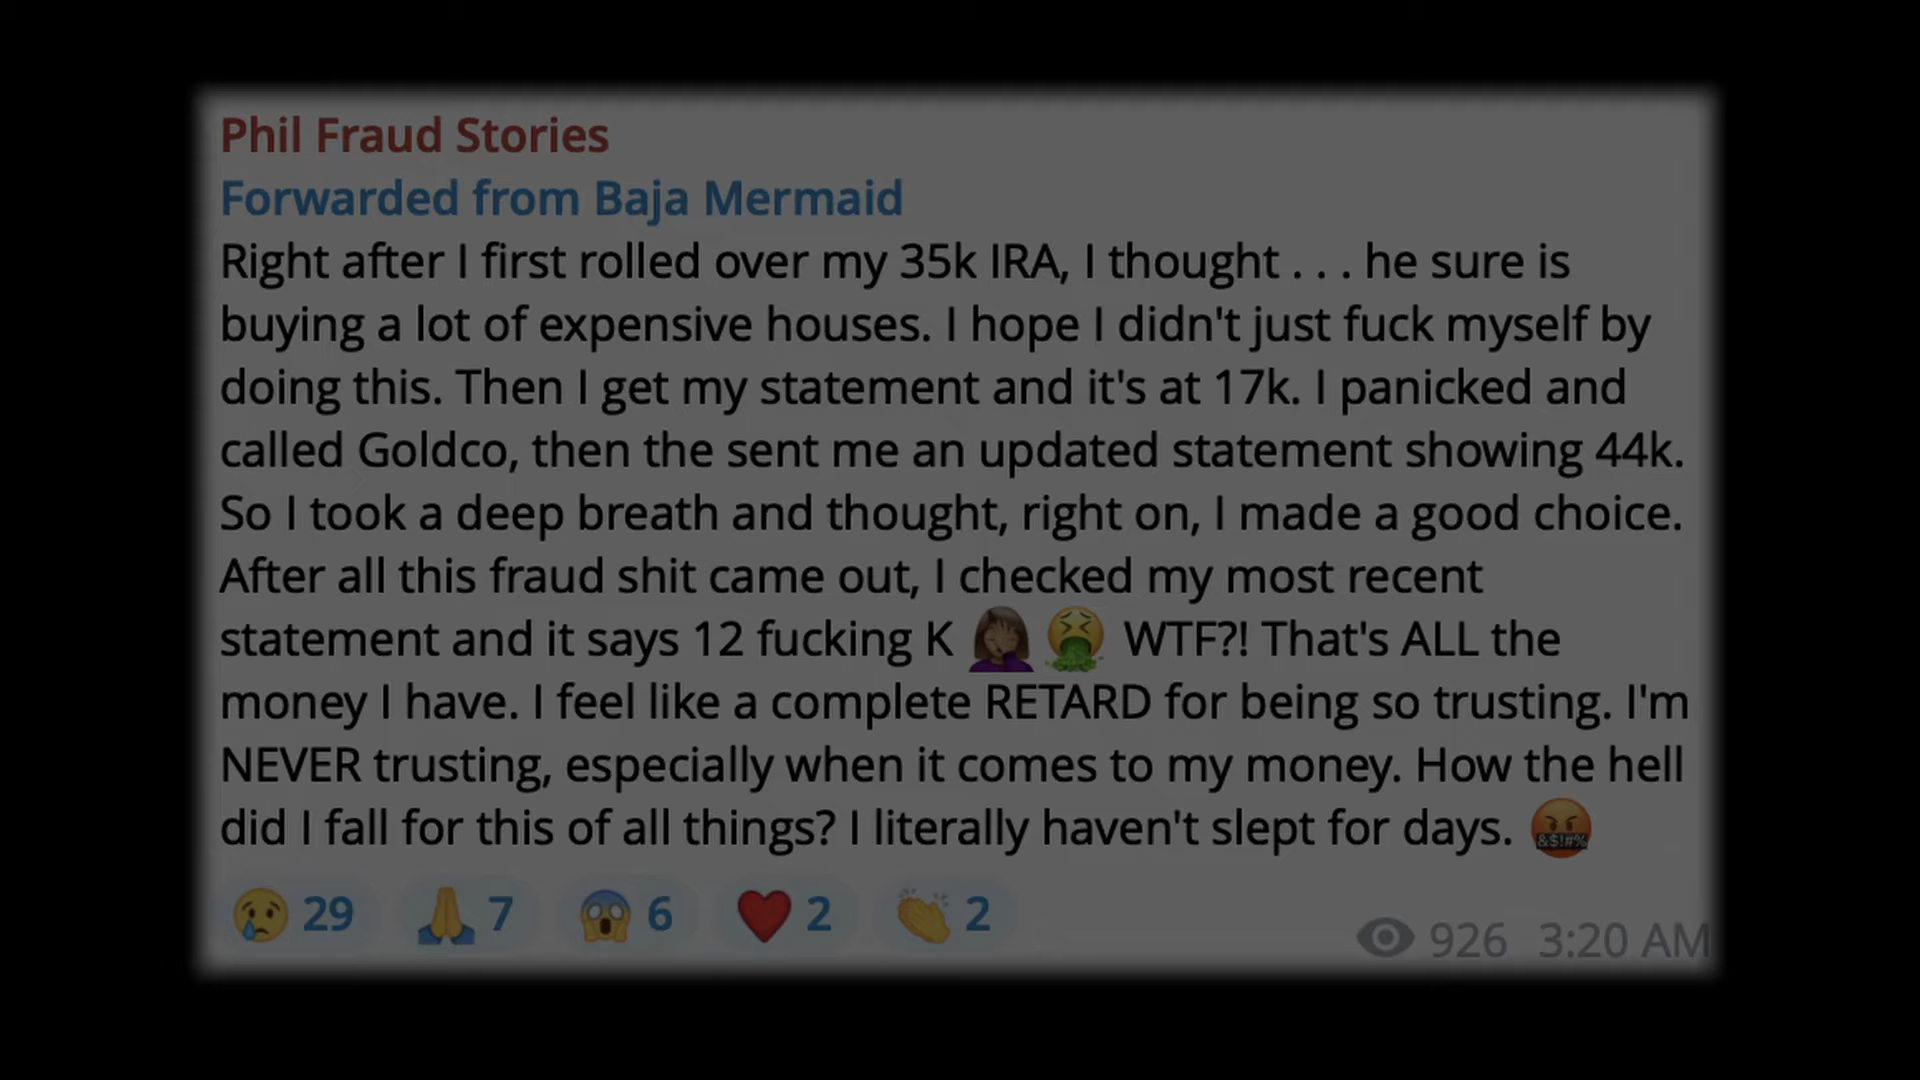 Phil Fraud Stories
Forwarded from Baja Mermaid
Right after I first rolled over my 35k IRA, I thought . . . he sure is
buying a lot of expensive houses. I hope I didn't just fuck myself by
doing this. Then I get my statement and it's at 17k. I panicked and
called Goldco, then the sent me an updated statement showing 44k.
So I took a deep breath and thought, right on, I made a good choice.
After all this fraud shit came out, I checked my most recent
statement and it says 12 fucking K 🤦🏽‍♀️🤮 WTF?! That's ALL the
money I have. I feel like a complete RETARD for being so trusting. I'm
NEVER trusting, especially when it comes to my money. How the hell
did I fall for this of all things? I literally haven't slept for days. 🤬
😢 29 🙏 7 😱 6 ❤️ 2 👏 2
926 3:20 AM